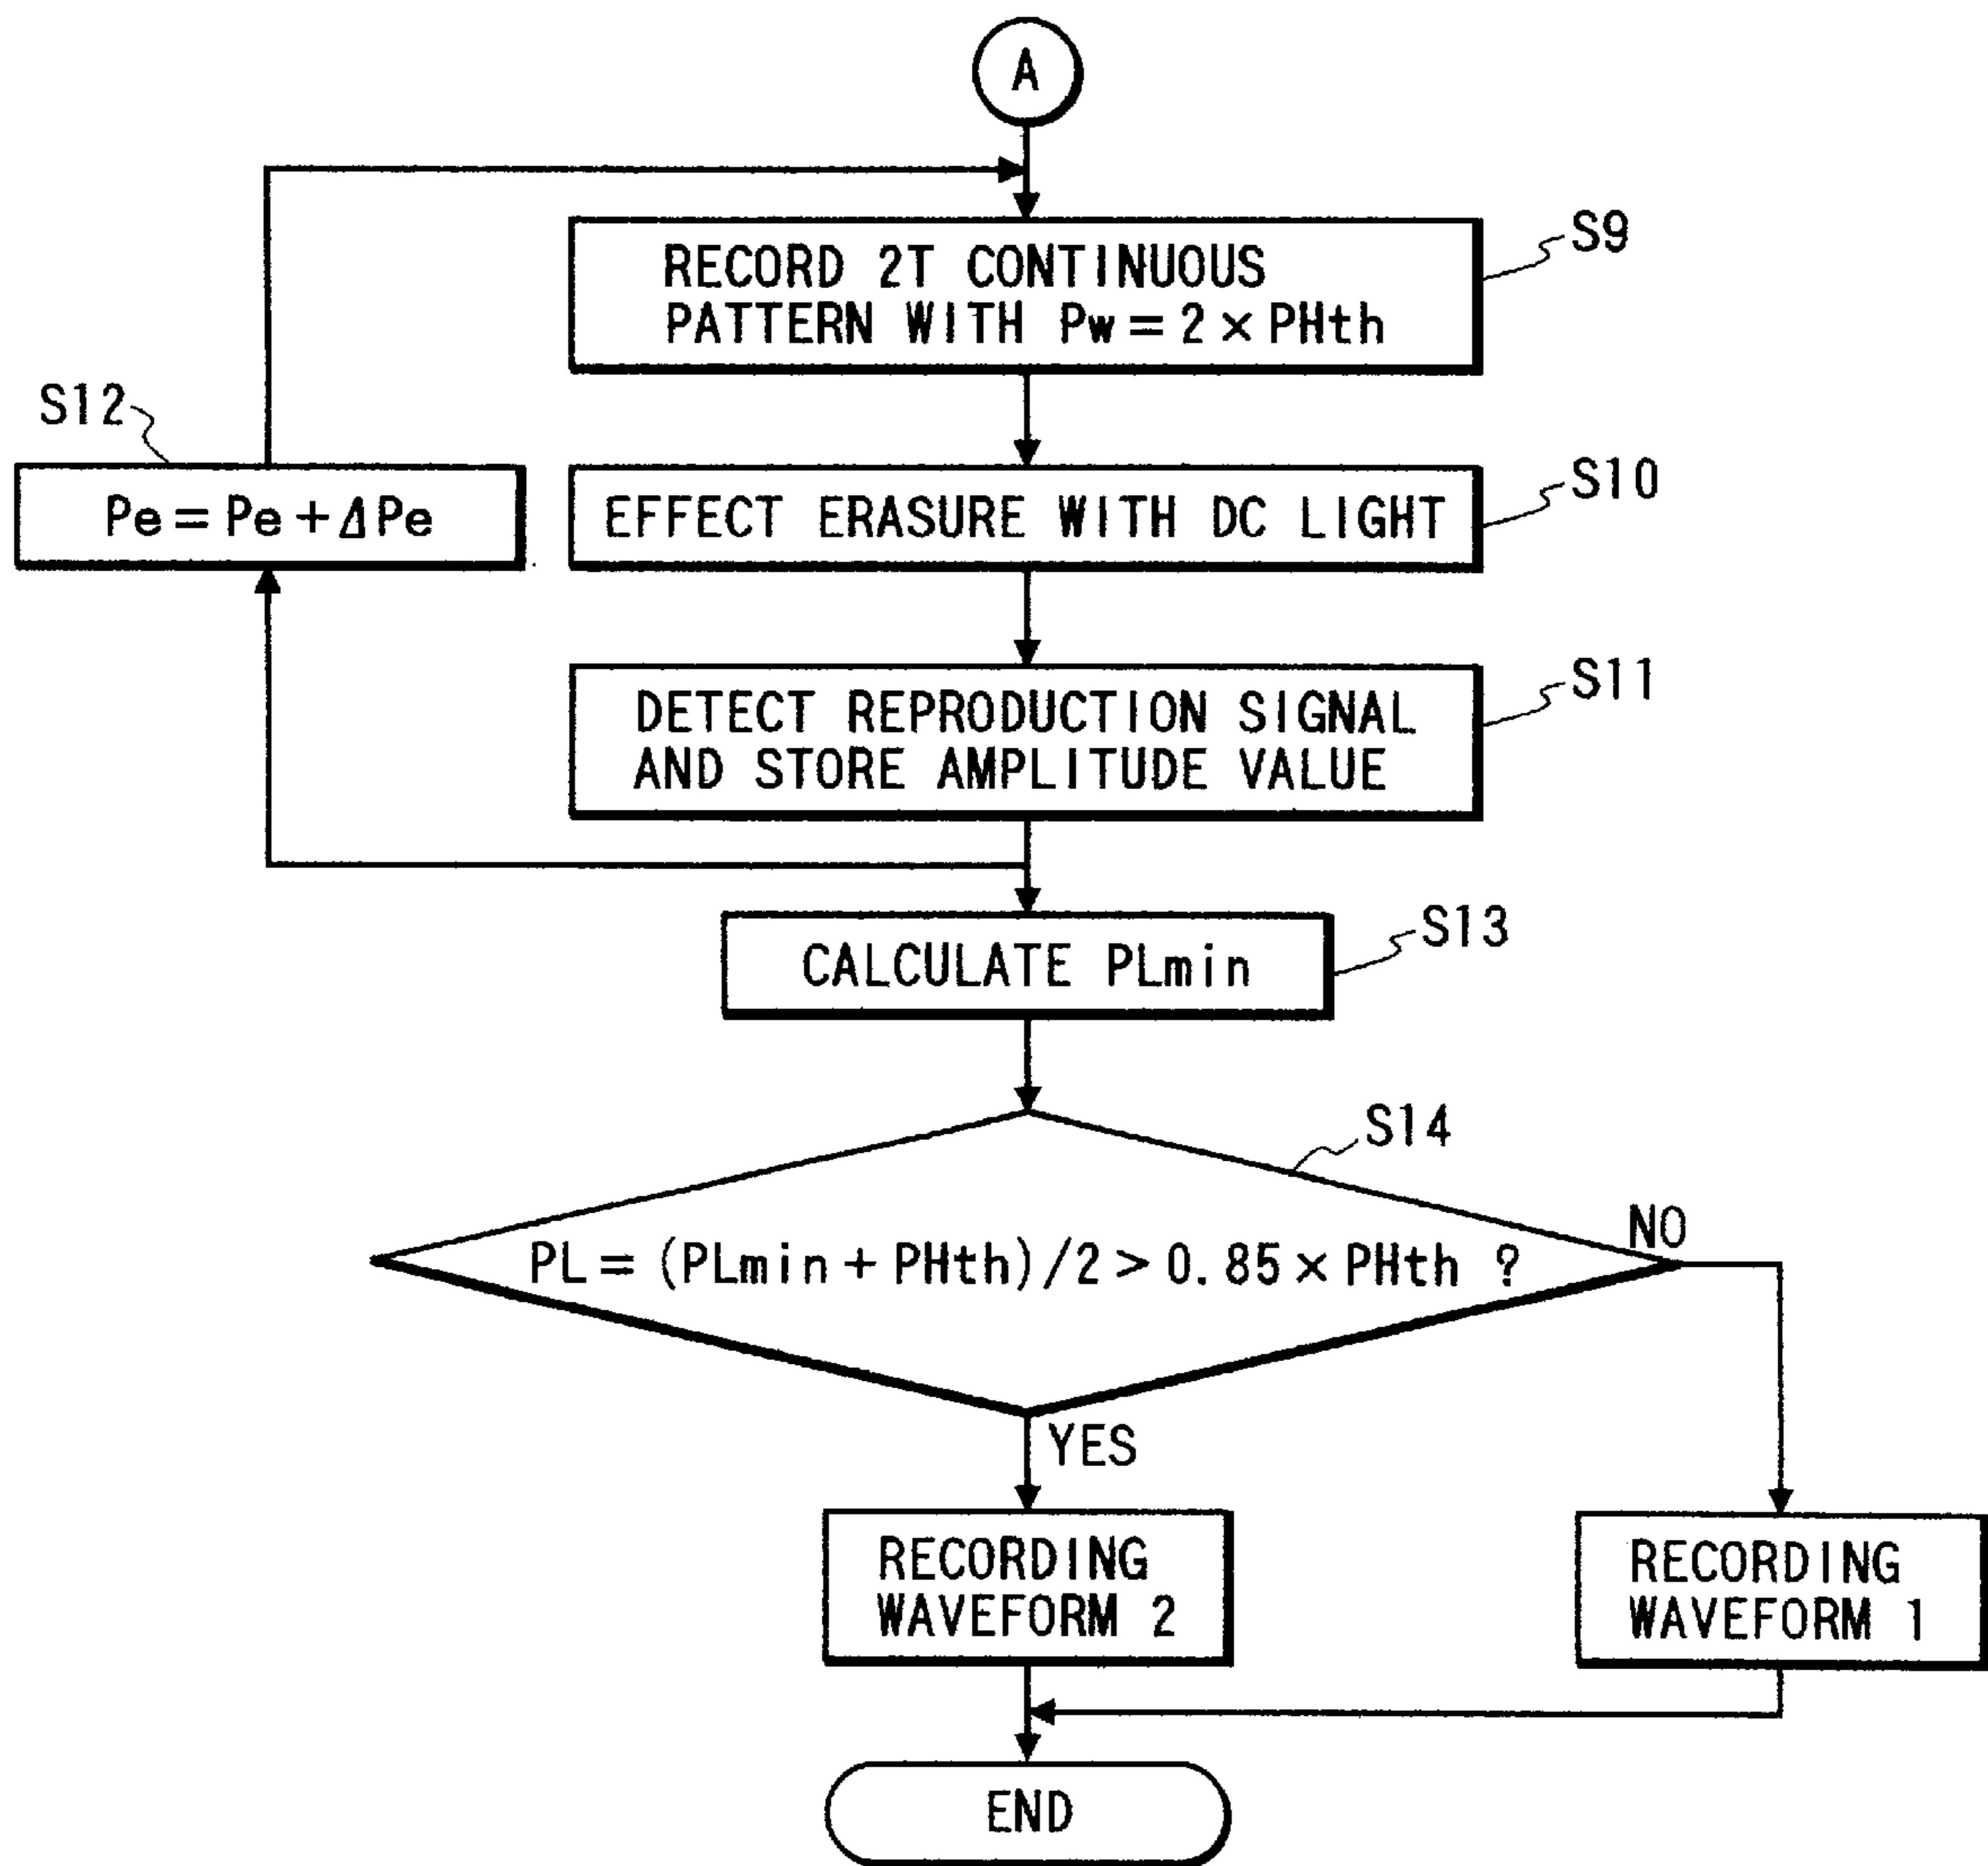 A
S9
RECORD 2T CONTINUOUS
PATTERN WITH Pw=2×PHth
S12
Pe=Pe+ΔPe
S10
EFFECT ERASURE WITH DC LIGHT
S11
DETECT REPRODUCTION SIGNAL
AND STORE AMPLITUDE VALUE
S13
CALCULATE PLmin
S14
NO
PL=(PLmin+PHth)/2>0.85×PHth ?
YES
RECORDING
WAVEFORM 2
RECORDING
WAVEFORM 1
END